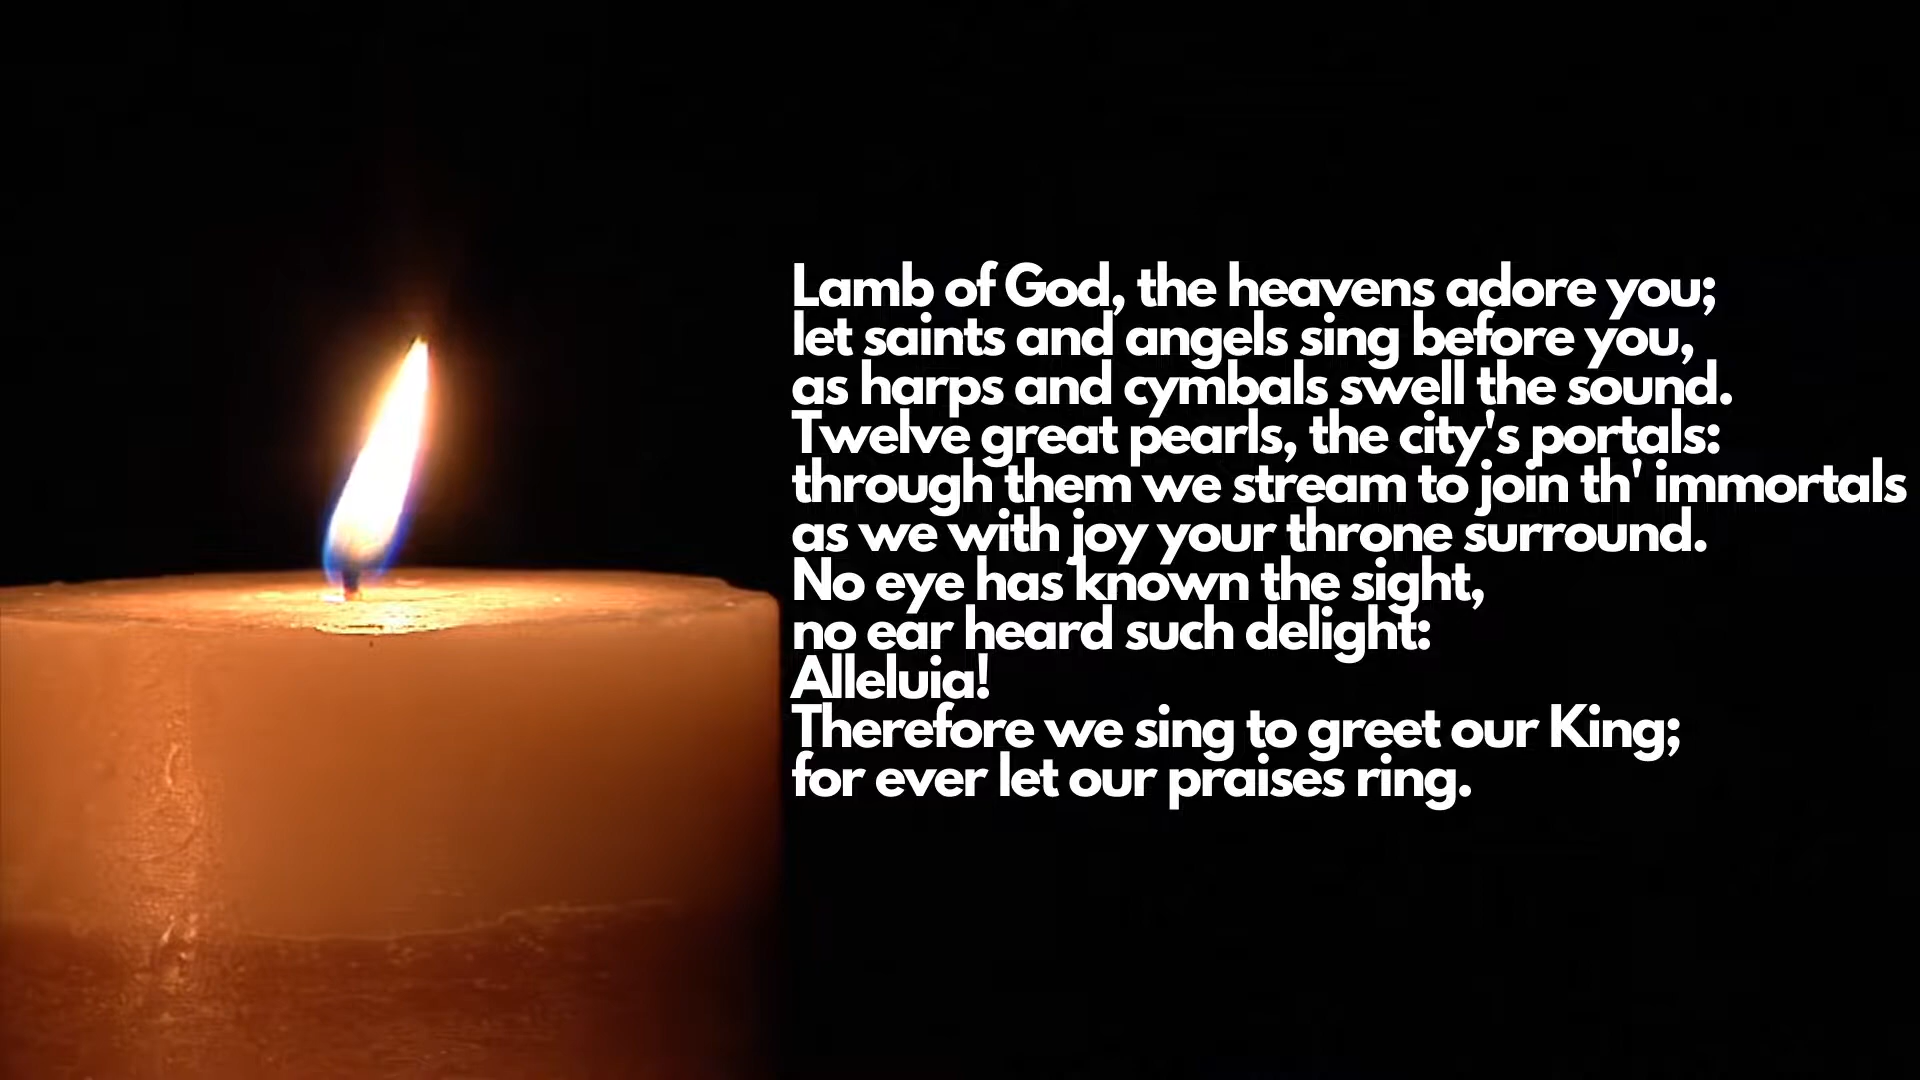 Lamb of God, the heavens adore you;
let saints and angels sing before you,
as harps and cymbals swell the sound.
Twelve great pearls, the city's portals:
through them we stream to join th' immortals
as we with joy your throne surround.
No eye has known the sight,
no ear heard such delight:
Alleluia!
Therefore we sing to greet our King;
for ever let our praises ring.